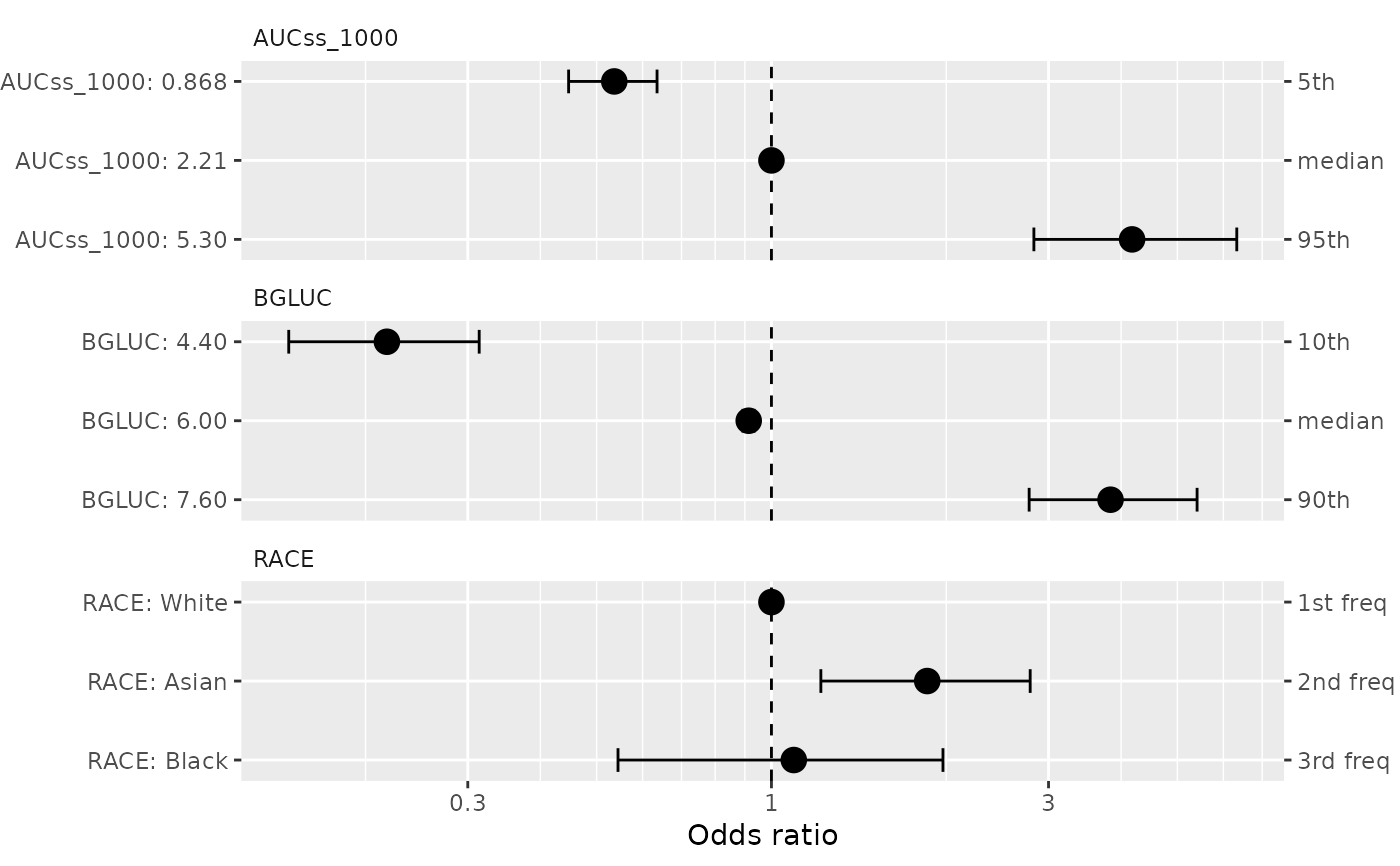 AUCss_1000
AUCss_1000: 0.868 5th
AUCss_1000: 2.21 median
AUCss_1000: 5.30 95th
BGLUC
BGLUC: 4.40 10th
BGLUC: 6.00 median
BGLUC: 7.60 90th
RACE
RACE: White 1st freq
RACE: Asian 2nd freq
RACE: Black 3rd freq
0.3 1 3
Odds ratio